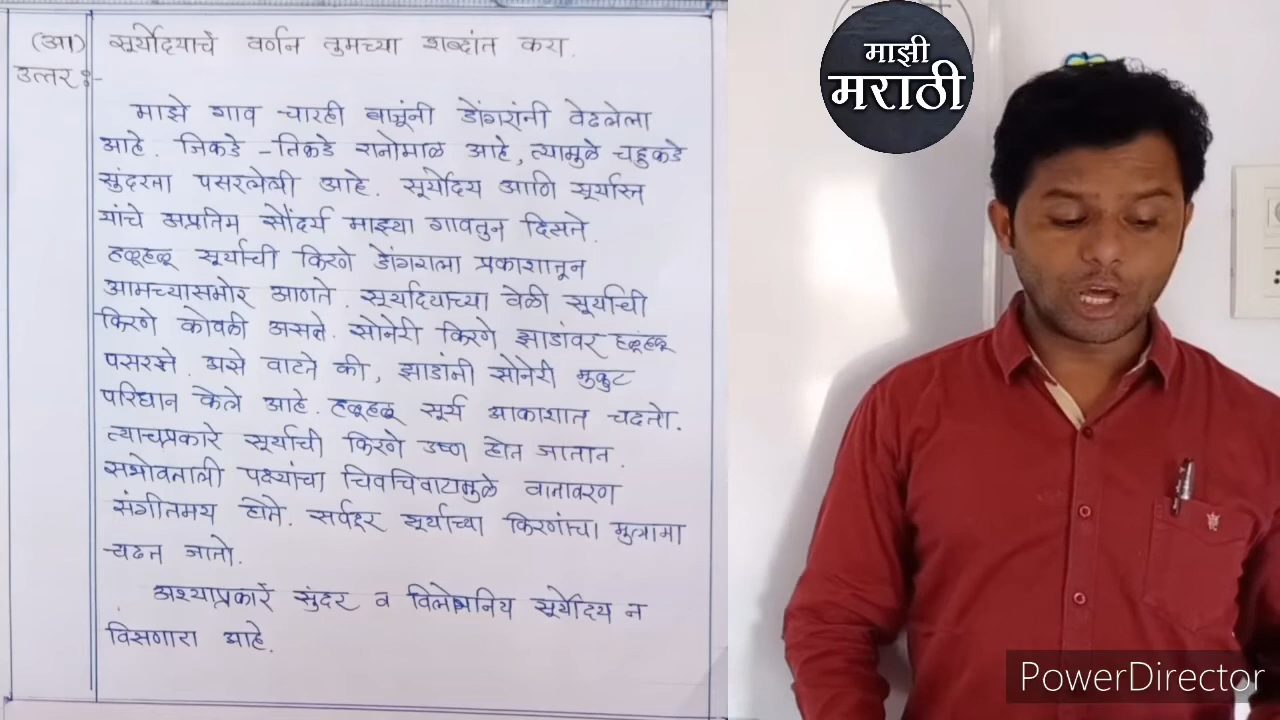 (आ) सूर्योदयाचे वर्णन तुमच्या शब्दांत करा.
उत्तर :-
माझे गाव चारही बाजूंनी डोंगरांनी वेढलेला
आहे. जिकडे-तिकडे रानोमाळ आहे, त्यामुळे चहुकडे
सुंदरता पसरलेली आहे. सूर्योदय आणि सूर्यास्त
यांचे अप्रतिम सौंदर्य माझ्या गावतुन दिसते.
हळूहळू सूर्याची किरणे डोंगराला प्रकाशानून
आमच्यासमोर आणते. सूर्योदयाच्या वेळी सूर्याची
किरणे कोवळी असते. सोनेरी किरणे झाडांवर हळूहळू
पसरते. असे वाटते की, झाडांनी सोनेरी मुकुट
परिधान केले आहे. हळूहळू सूर्य आकाशात चढतो.
त्याचप्रकारे सूर्याची किरणे उष्ण होत जातात.
सभोवताली पक्ष्यांचा चिवचिवाटामुळे वातावरण
संगीतमय होते. सर्वदूर सूर्याच्या किरणांचा मुलामा
चढत जातो.
अश्याप्रकारे सुंदर व विलोभनिय सूर्योदय न
विसणारा आहे.
माझी
मराठी
PowerDirector